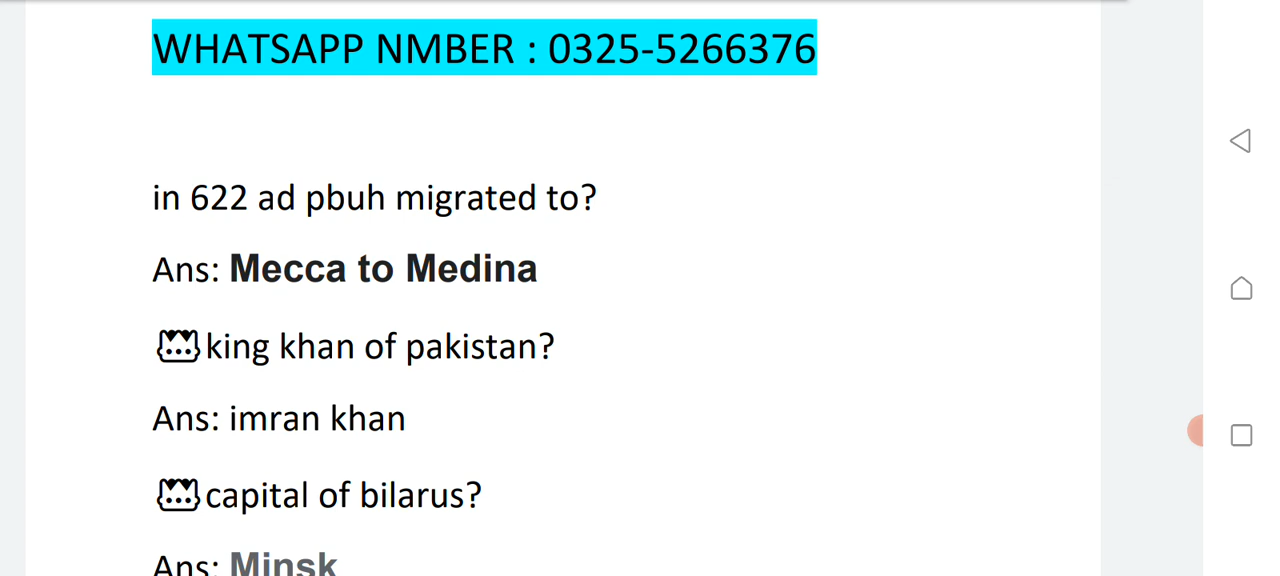 WHATSAPP NMBER : 0325-5266376
in 622 ad pbuh migrated to?
Ans: Mecca to Medina
king khan of pakistan?
Ans: imran khan
capital of bilarus?
Ans: Minsk